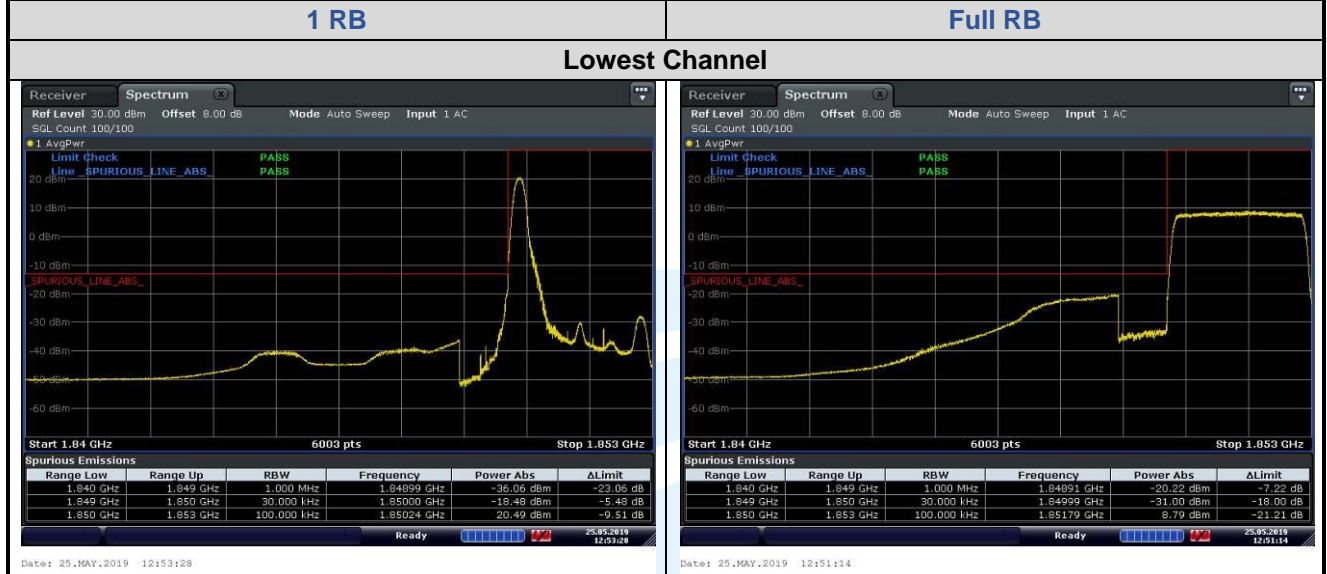 1 RB
Full RB
Lowest Channel
Receiver Spectrum
Ref Level 30.00 dBm Offset 8.00 dB Mode Auto Sweep Input 1 AC
SGL Count 100/100
1 AvgPwr
Limit Check PASS
Line _SPURIOUS_LINE_ABS_ PASS
20 dBm
10 dBm
0 dBm
-10 dBm
_SPURIOUS_LINE_ABS_
-20 dBm
-30 dBm
-40 dBm
-50 dBm
-60 dBm
Start 1.84 GHz 6003 pts Stop 1.853 GHz
Spurious Emissions
Range Low Range Up RBW Frequency Power Abs ΔLimit
1.840 GHz 1.849 GHz 1.000 MHz 1.84899 GHz -36.06 dBm -23.06 dB
1.849 GHz 1.850 GHz 30.000 kHz 1.85000 GHz -18.48 dBm -5.48 dB
1.850 GHz 1.853 GHz 100.000 kHz 1.85024 GHz 20.49 dBm -9.51 dB
Ready 25.05.2019
12:53:28
Date: 25.MAY.2019 12:53:28
Receiver Spectrum
Ref Level 30.00 dBm Offset 8.00 dB Mode Auto Sweep Input 1 AC
SGL Count 100/100
1 AvgPwr
Limit Check PASS
Line _SPURIOUS_LINE_ABS_ PASS
20 dBm
10 dBm
0 dBm
-10 dBm
_SPURIOUS_LINE_ABS_
-20 dBm
-30 dBm
-40 dBm
-50 dBm
-60 dBm
Start 1.84 GHz 6003 pts Stop 1.853 GHz
Spurious Emissions
Range Low Range Up RBW Frequency Power Abs ΔLimit
1.840 GHz 1.849 GHz 1.000 MHz 1.84891 GHz -20.22 dBm -7.22 dB
1.849 GHz 1.850 GHz 30.000 kHz 1.84999 GHz -31.00 dBm -18.00 dB
1.850 GHz 1.853 GHz 100.000 kHz 1.85179 GHz 8.79 dBm -21.21 dB
Ready 25.05.2019
12:51:14
Date: 25.MAY.2019 12:51:14